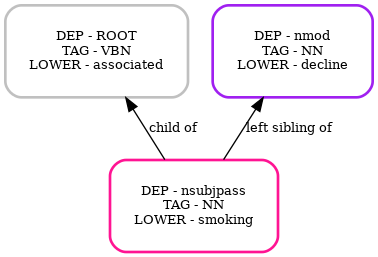 DEP - ROOT
TAG - VBN
LOWER - associated
DEP - nmod
TAG - NN
LOWER - decline
child of
left sibling of
DEP - nsubjpass
TAG - NN
LOWER - smoking